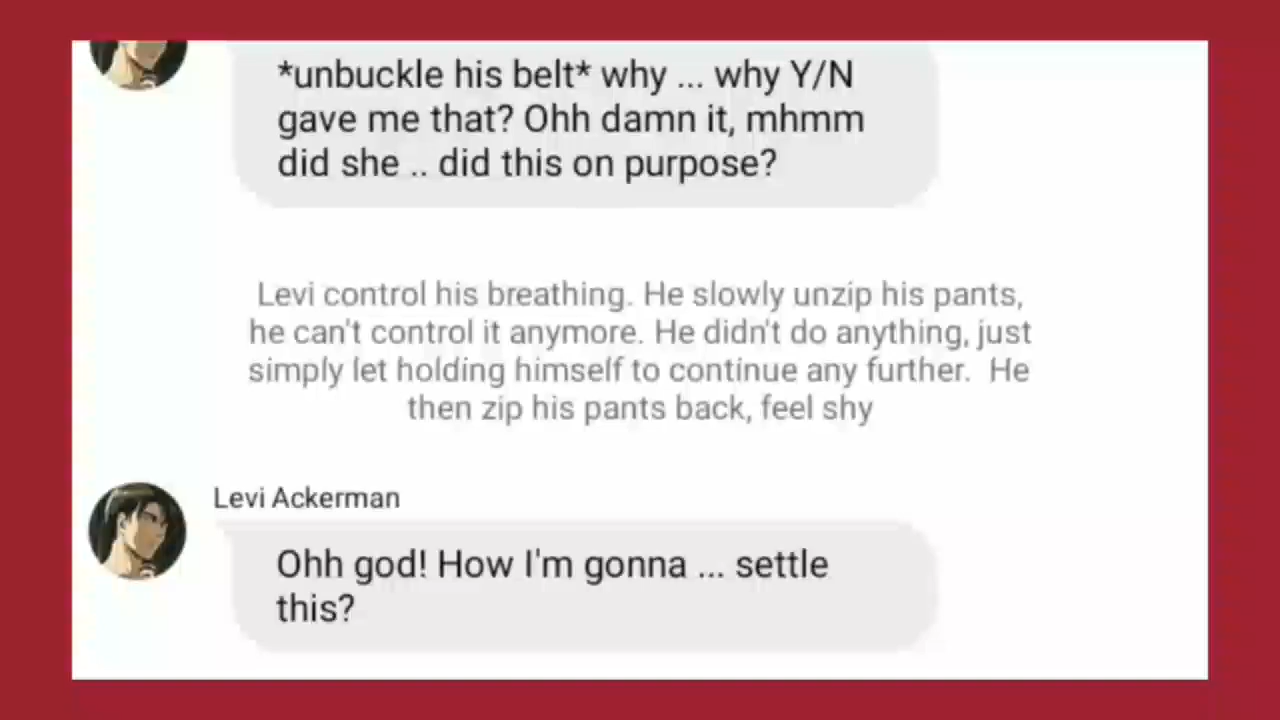 *unbuckle his belt* why ... why Y/N
gave me that? Ohh damn it, mhmm
did she .. did this on purpose?
Levi control his breathing. He slowly unzip his pants,
he can't control it anymore. He didn't do anything, just
simply let holding himself to continue any further.  He
then zip his pants back, feel shy
Levi Ackerman
Ohh god! How I'm gonna ... settle
this?